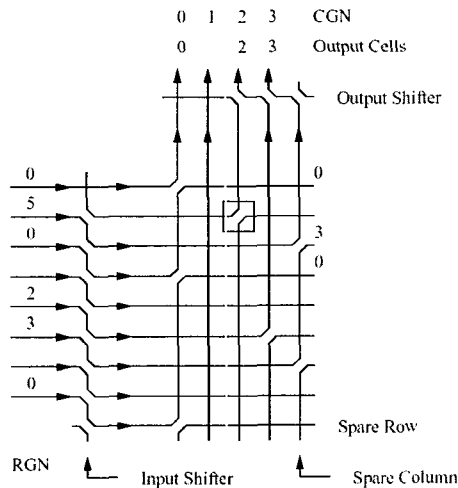 0 1 2 3 CGN
0 2 3 Output Cells
Output Shifter
0 0
5
0 3
0
2
3
0
Spare Row
RGN Input Shifter Spare Column